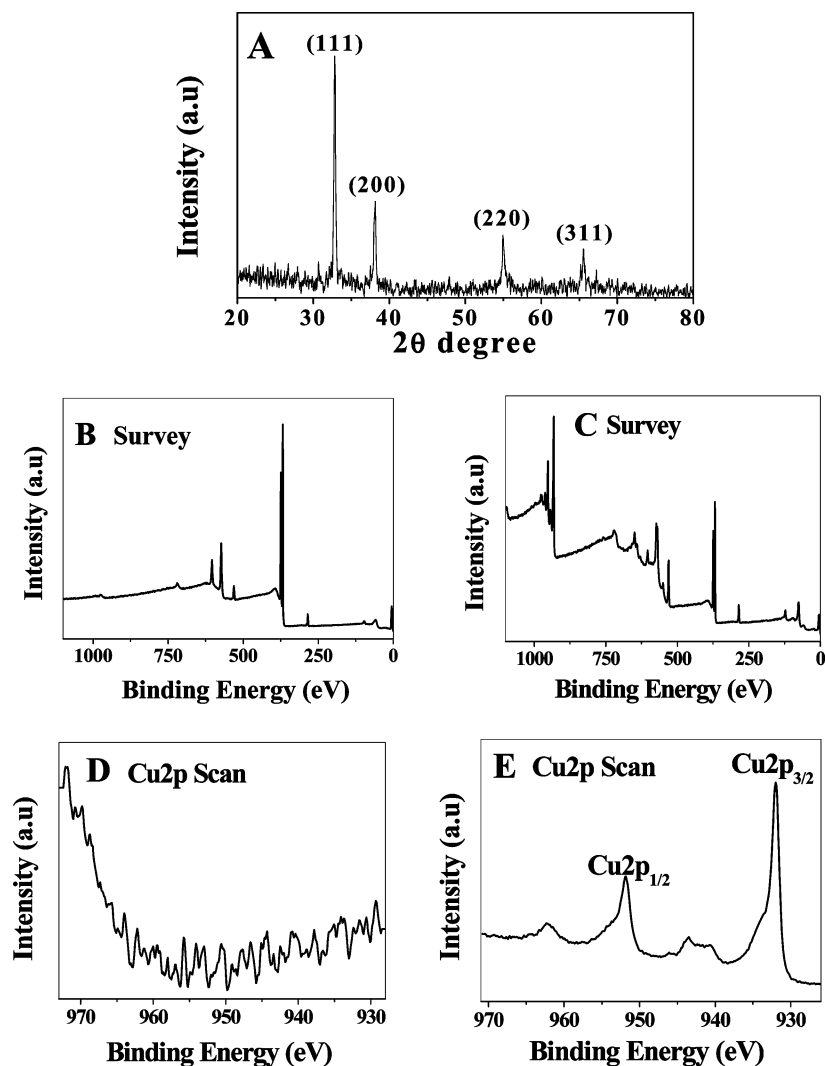 A
(111)
(200)
(220)
(311)
Intensity (a.u)
20 30 40 50 60 70 80
2θ degree
B Survey
Intensity (a.u)
1000 750 500 250 0
Binding Energy (eV)
C Survey
Intensity (a.u)
1000 750 500 250 0
Binding Energy (eV)
D Cu2p Scan
Intensity (a.u)
970 960 950 940 930
Binding Energy (eV)
E Cu2p Scan
Cu2p3/2
Cu2p1/2
Intensity (a.u)
970 960 950 940 930
Binding Energy (eV)